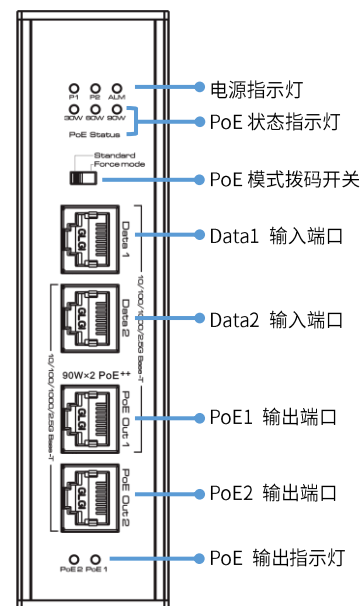 P1 P2 ALM
电源指示灯
30W 60W 90W
PoE Status
PoE 状态指示灯
Standard
Force mode
PoE 模式拨码开关
Data 1
Data1 输入端口
10/100/1000/2.5G Base-T
Data 2
Data2 输入端口
10/100/1000/2.5G Base-T
90W×2 PoE++
PoE Out 1
PoE1 输出端口
PoE Out 2
PoE2 输出端口
PoE 2 PoE 1
PoE 输出指示灯